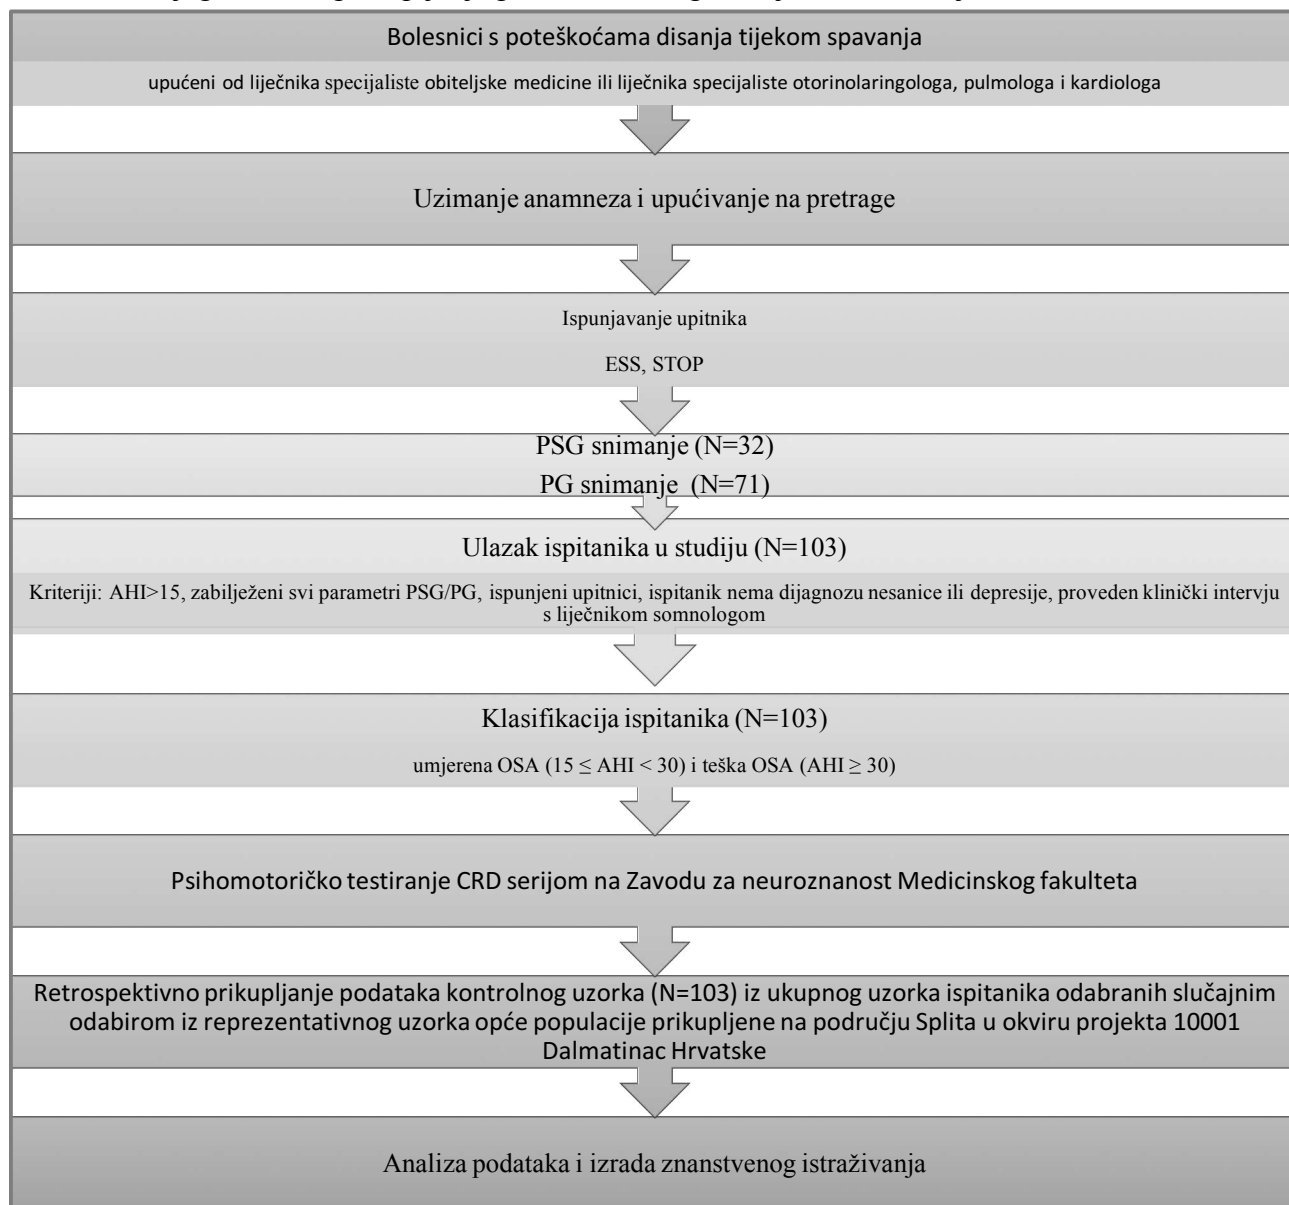 Bolesnici s poteškoćama disanja tijekom spavanja
upućeni od liječnika specijaliste obiteljske medicine ili liječnika specijaliste otorinolaringologa, pulmologa i kardiologa
Uzimanje anamneza i upućivanje na pretrage
Ispunjavanje upitnika
ESS, STOP
PSG snimanje (N=32)
PG snimanje (N=71)
Ulazak ispitanika u studiju (N=103)
Kriteriji: AHI>15, zabilježeni svi parametri PSG/PG, ispunjeni upitnici, ispitanik nema dijagnozu nesanice ili depresije, proveden klinički intervju
s liječnikom somnologom
Klasifikacija ispitanika (N=103)
umjerena OSA (15 ≤ AHI < 30) i teška OSA (AHI ≥ 30)
Psihomotoričko testiranje CRD serijom na Zavodu za neuroznanost Medicinskog fakulteta
Retrospektivno prikupljanje podataka kontrolnog uzorka (N=103) iz ukupnog uzorka ispitanika odabranih slučajnim
odabirom iz reprezentativnog uzorka opće populacije prikupljene na području Splita u okviru projekta 10001
Dalmatinac Hrvatske
Analiza podataka i izrada znanstvenog istraživanja